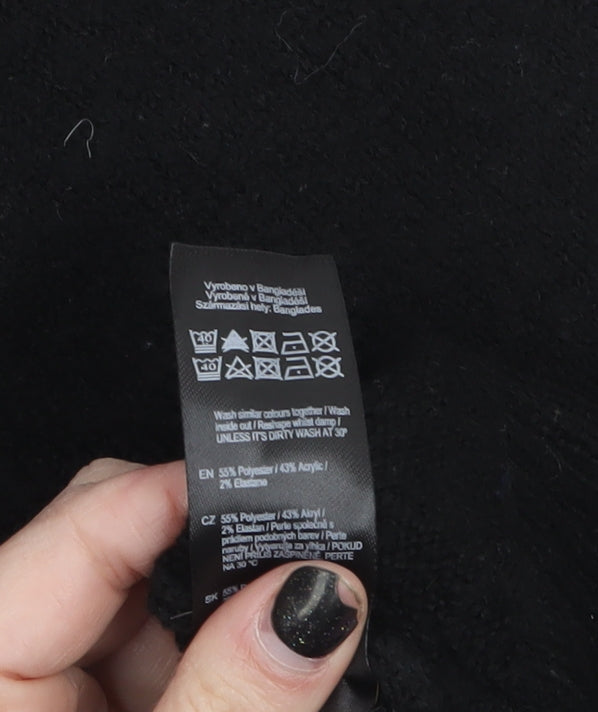 Vyrobeno v Bangladéši
Vyrobené v Bangladéši
Származási hely: Banglades
40
40
Wash similar colours together / Wash
inside out / Reshape whilst damp /
UNLESS IT'S DIRTY WASH AT 30°
EN 55% Polyester / 43% Acrylic /
2% Elastane
CZ 55% Polyester / 43% Akryl /
2% Elastan / Perte společně s
prádlem podobných barev / Perte
naruby / Vytvarujte za vlhka / POKUD
NENÍ PŘÍLIŠ ZAŠPINĚNÉ, PERTE
NA 30 °C
SK 55%